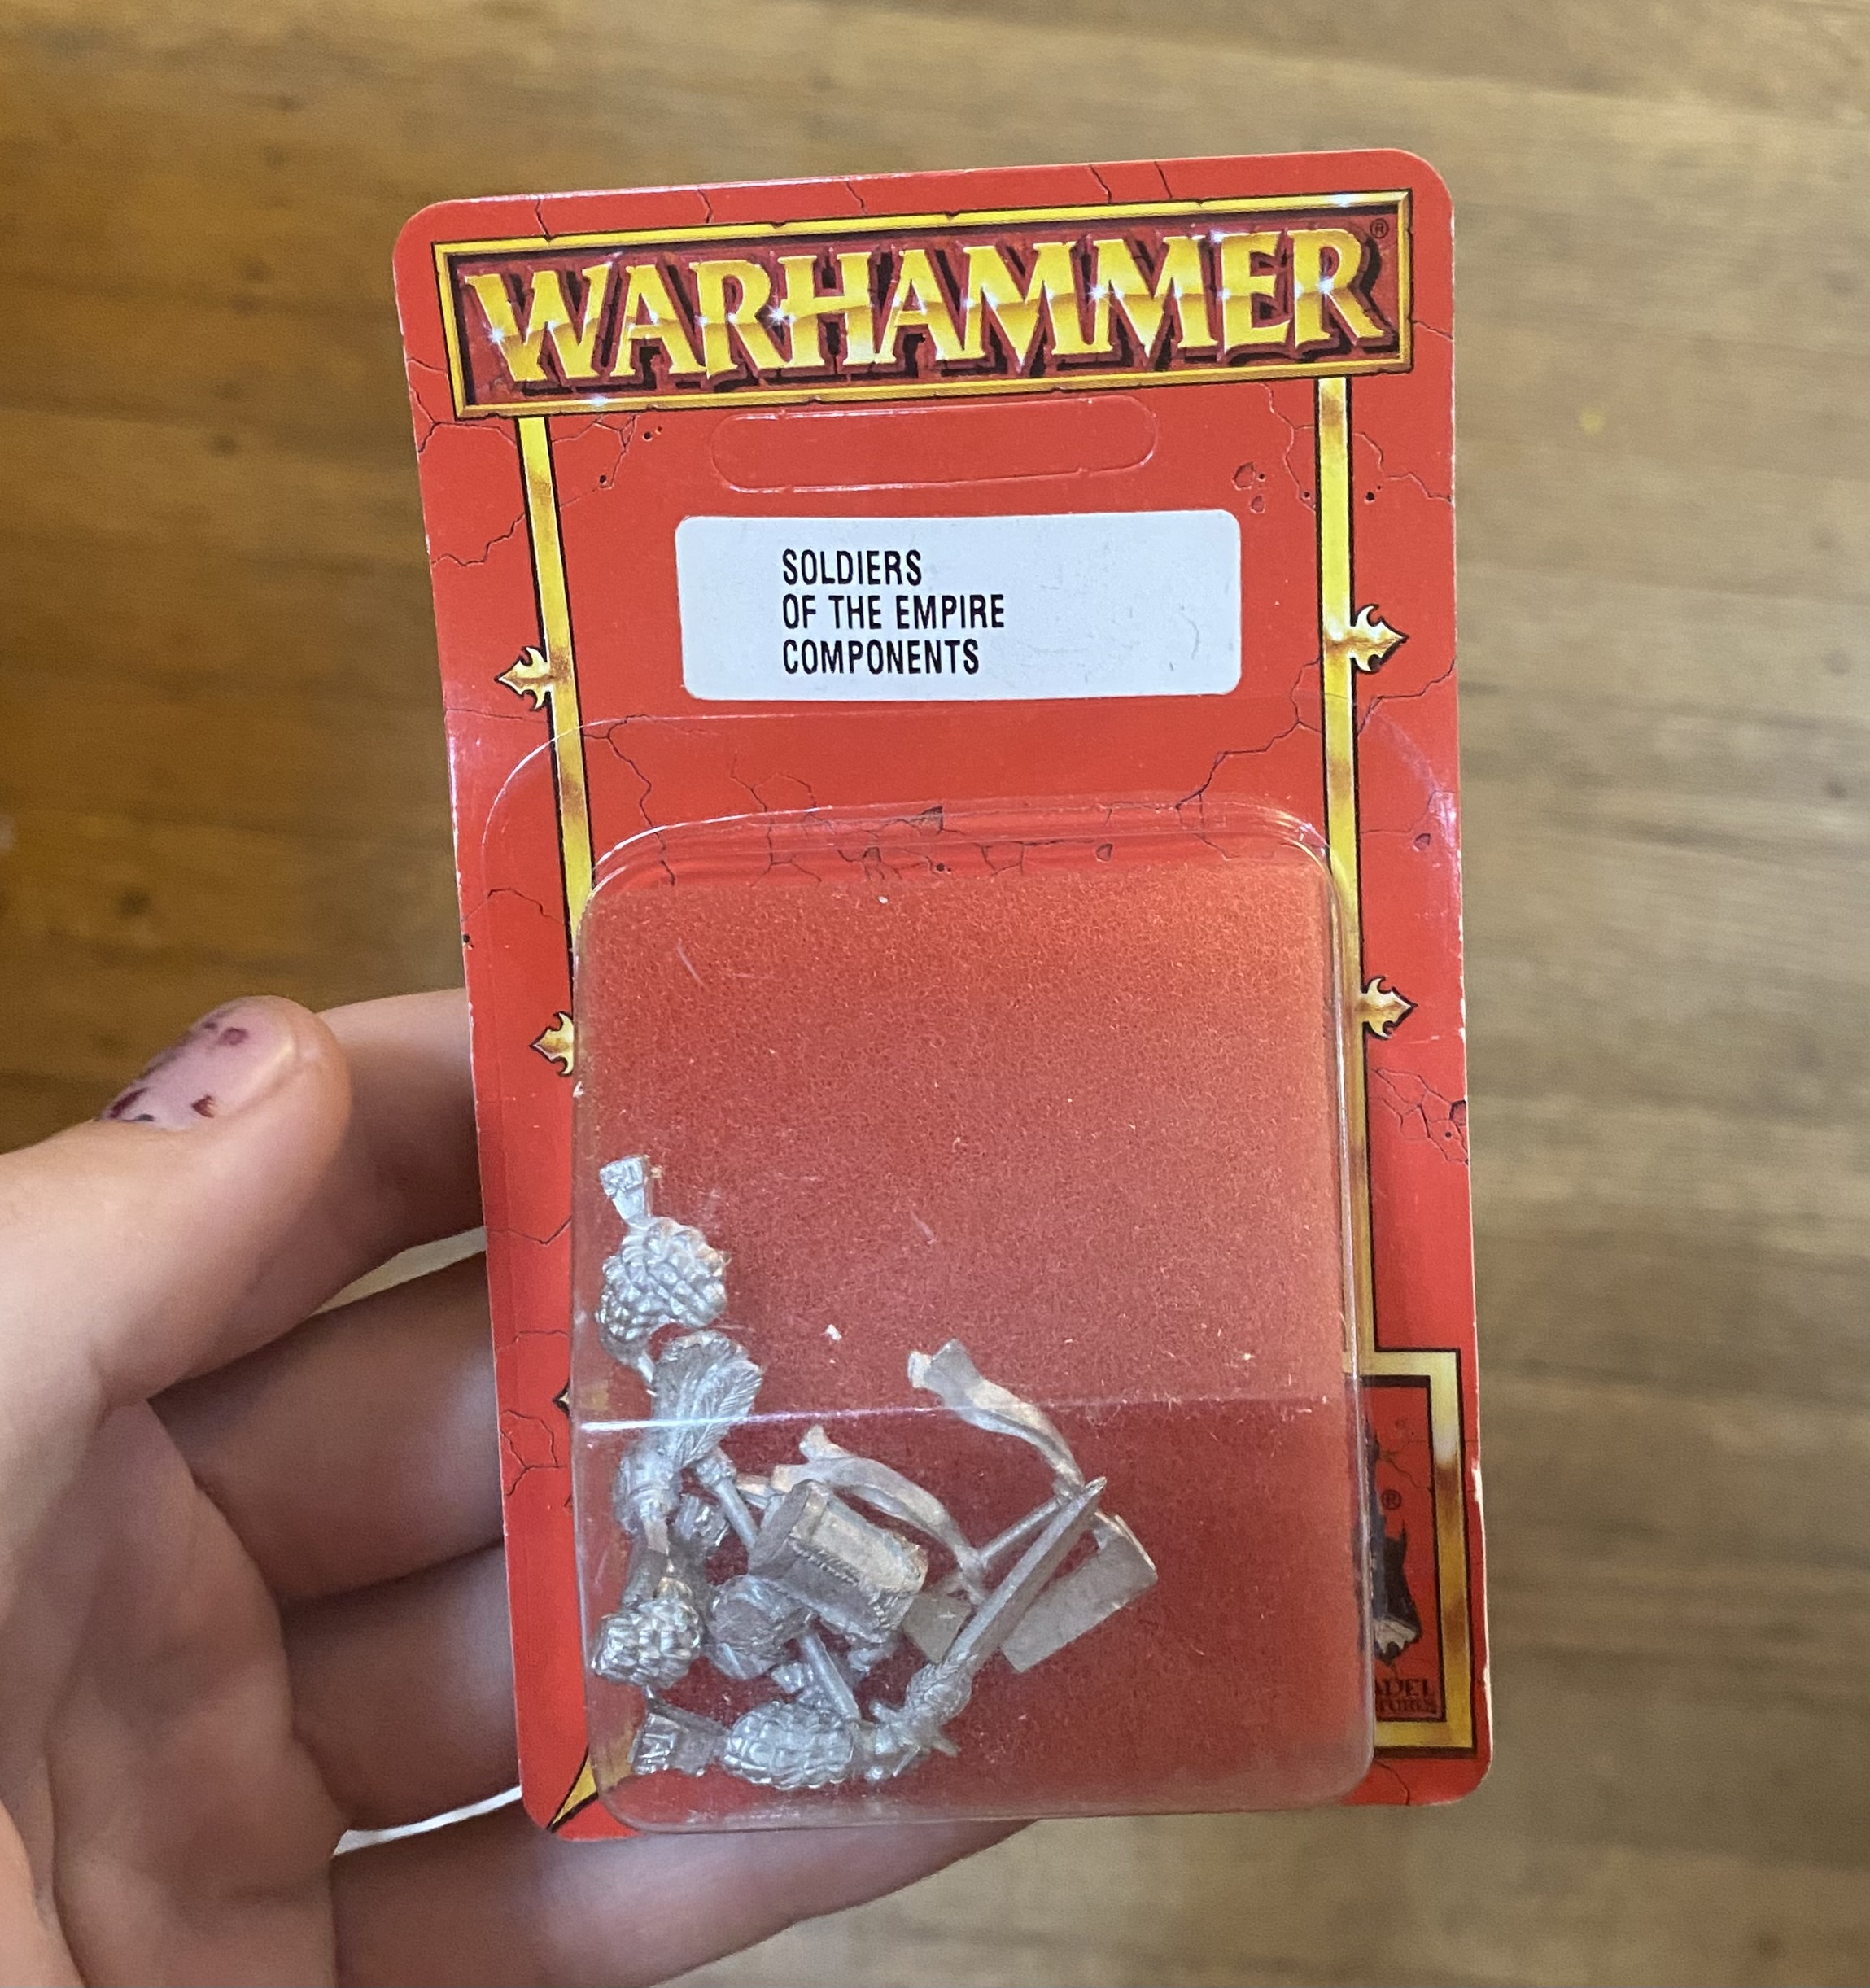 WARHAMMER®
SOLDIERS
OF THE EMPIRE
COMPONENTS
®